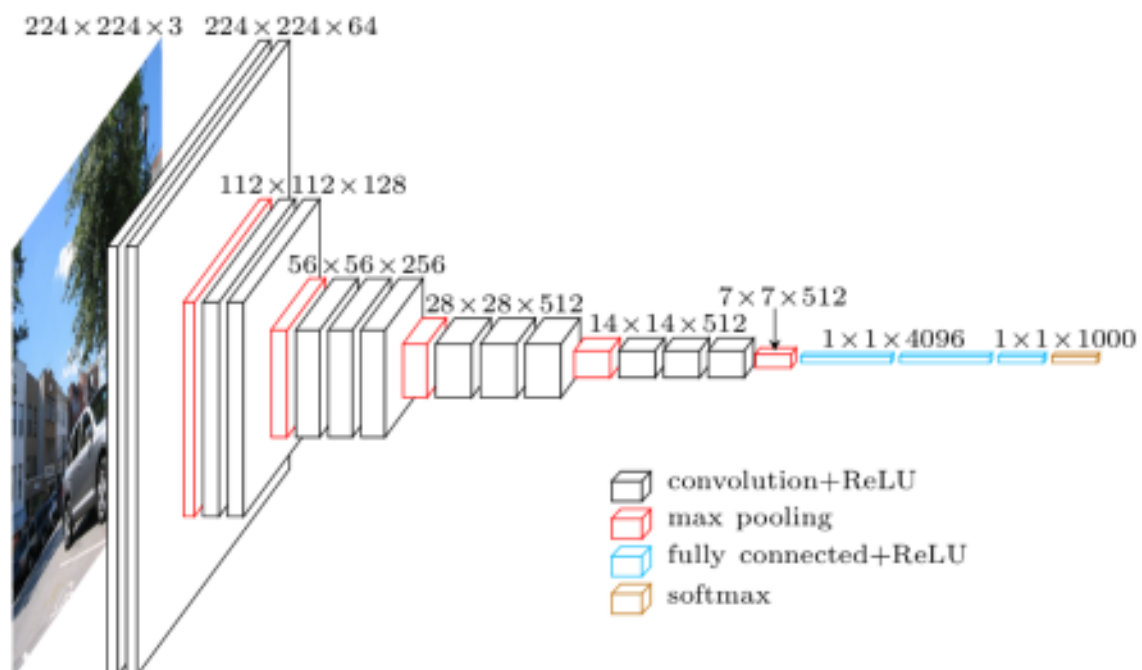 224×224×3
224×224×64
112×112×128
56×56×256
28×28×512
14×14×512
7×7×512
1×1×4096
1×1×1000
convolution+ReLU
max pooling
fully connected+ReLU
softmax